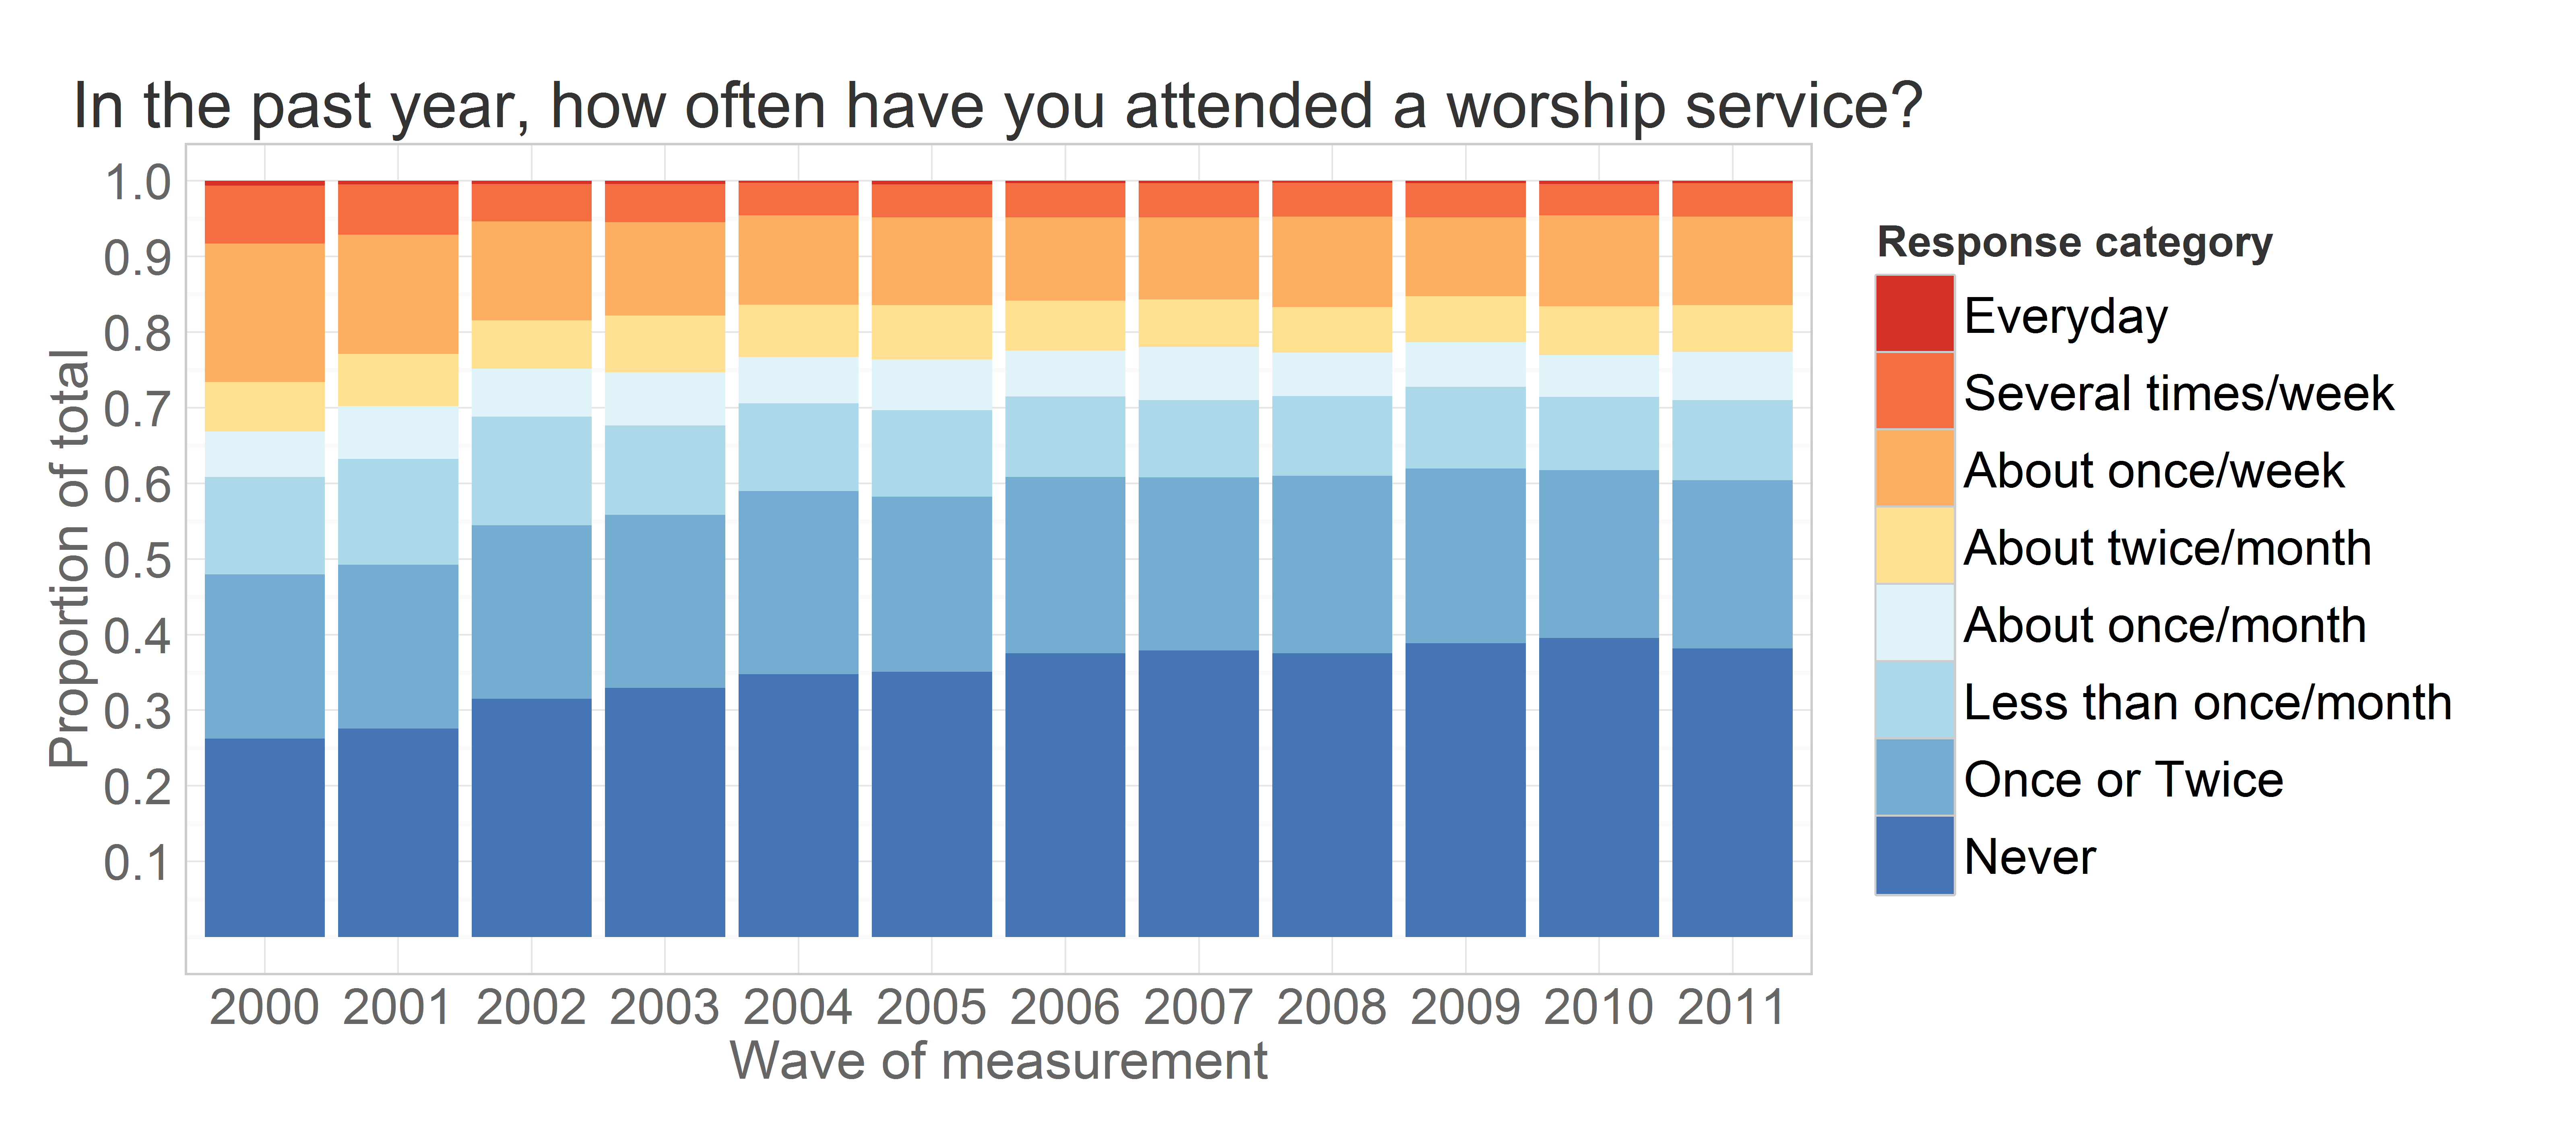 In the past year, how often have you attended a worship service?
Proportion of total
1.0
0.9
0.8
0.7
0.6
0.5
0.4
0.3
0.2
0.1
2000 2001 2002 2003 2004 2005 2006 2007 2008 2009 2010 2011
Wave of measurement
Response category
Everyday
Several times/week
About once/week
About twice/month
About once/month
Less than once/month
Once or Twice
Never